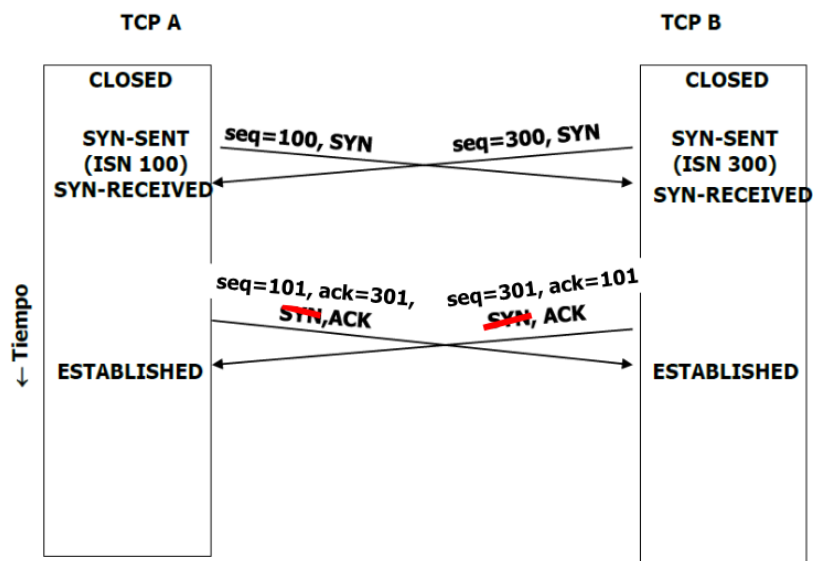 TCP A
TCP B
CLOSED
CLOSED
seq=100, SYN
seq=300, SYN
SYN-SENT
(ISN 100)
SYN-RECEIVED
SYN-SENT
(ISN 300)
SYN-RECEIVED
seq=101, ack=301,
SYN,ACK
seq=301, ack=101
SYN, ACK
← Tiempo
ESTABLISHED
ESTABLISHED